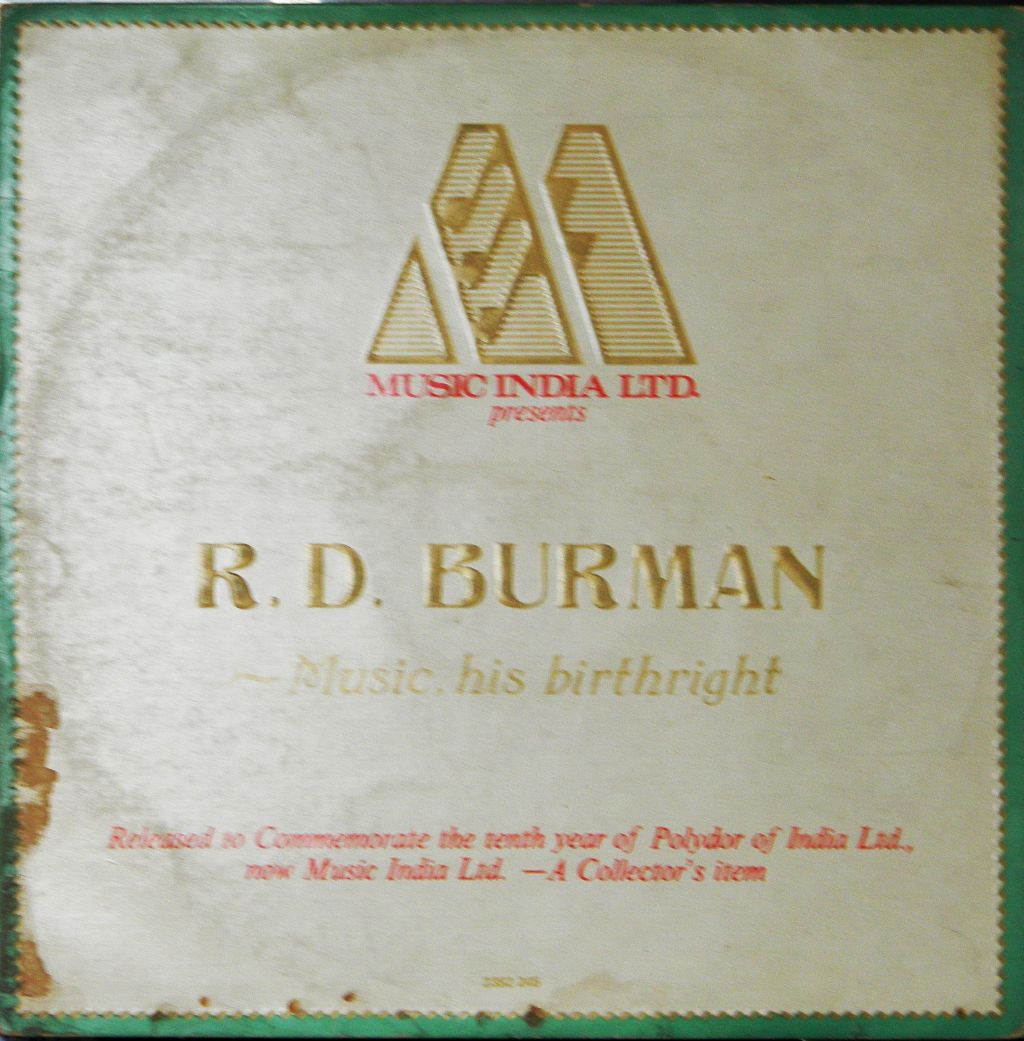 MUSIC INDIA LTD.
presents
R. D. BURMAN
~ Music, his birthright
Released to Commemorate the tenth year of Polydor of India Ltd.,
now Music India Ltd. —A Collector's item